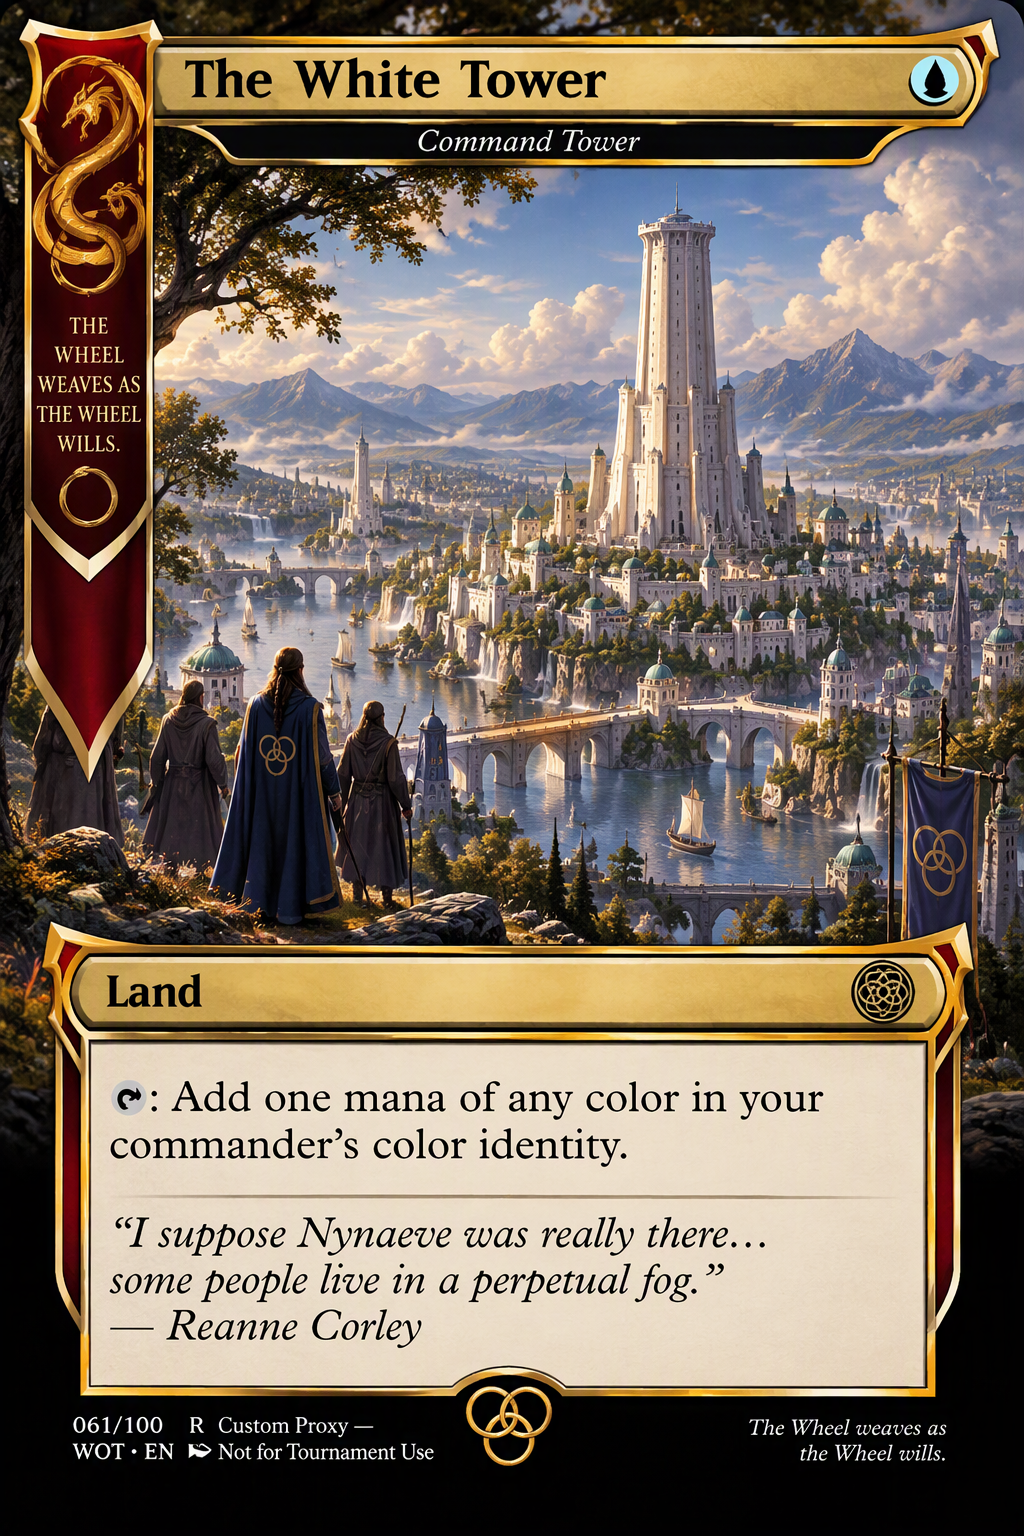 The White Tower
Command Tower
THE
WHEEL
WEAVES AS
THE WHEEL
WILLS.
Land
: Add one mana of any color in your
commander’s color identity.
“I suppose Nynaeve was really there…
some people live in a perpetual fog.”
— Reanne Corley
061/100 R Custom Proxy —
WOT • EN Not for Tournament Use
The Wheel weaves as
the Wheel wills.